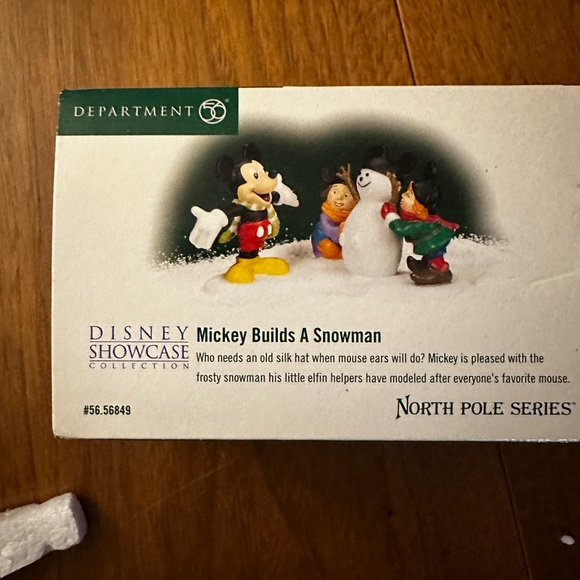 DEPARTMENT 56®
DISNEY
SHOWCASE
COLLECTION
Mickey Builds A Snowman
Who needs an old silk hat when mouse ears will do? Mickey is pleased with the
frosty snowman his little elfin helpers have modeled after everyone's favorite mouse.
#56.56849
NORTH POLE SERIES™